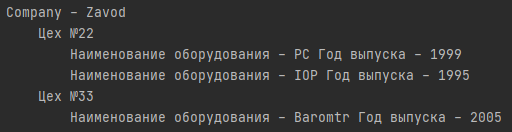 Company – Zavod
Цех №22
Наименование оборудования – PC Год выпуска – 1999
Наименование оборудования – IOP Год выпуска – 1995
Цех №33
Наименование оборудования – Baromtr Год выпуска – 2005